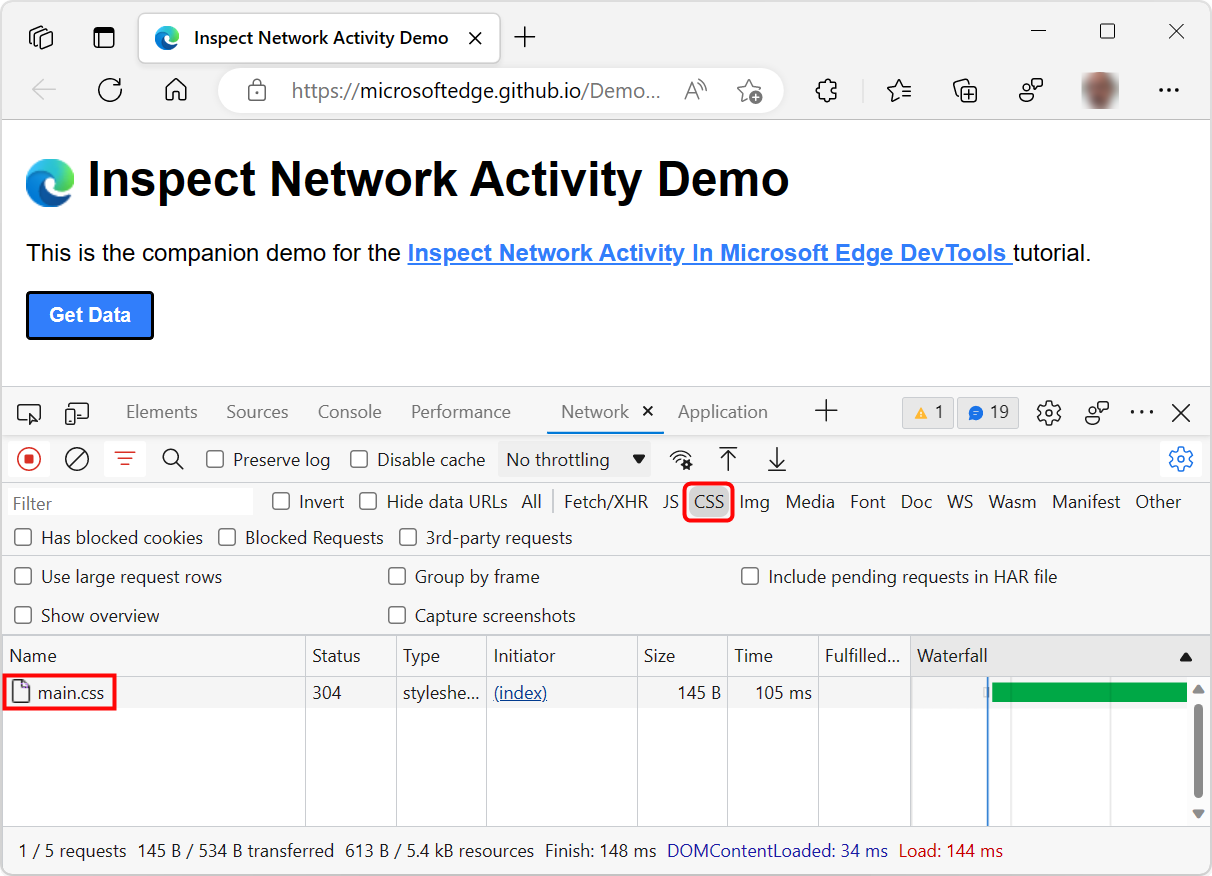 Inspect Network Activity Demo
https://microsoftedge.github.io/Demo...
Inspect Network Activity Demo
This is the companion demo for the Inspect Network Activity In Microsoft Edge DevTools tutorial.
Get Data
Elements Sources Console Performance Network Application 1 19
Preserve log Disable cache No throttling
Filter Invert Hide data URLs All Fetch/XHR JS CSS Img Media Font Doc WS Wasm Manifest Other
Has blocked cookies Blocked Requests 3rd-party requests
Use large request rows Group by frame Include pending requests in HAR file
Show overview Capture screenshots
Name Status Type Initiator Size Time Fulfilled... Waterfall
main.css 304 styleshe... (index) 145 B 105 ms
1 / 5 requests 145 B / 534 B transferred 613 B / 5.4 kB resources Finish: 148 ms DOMContentLoaded: 34 ms Load: 144 ms